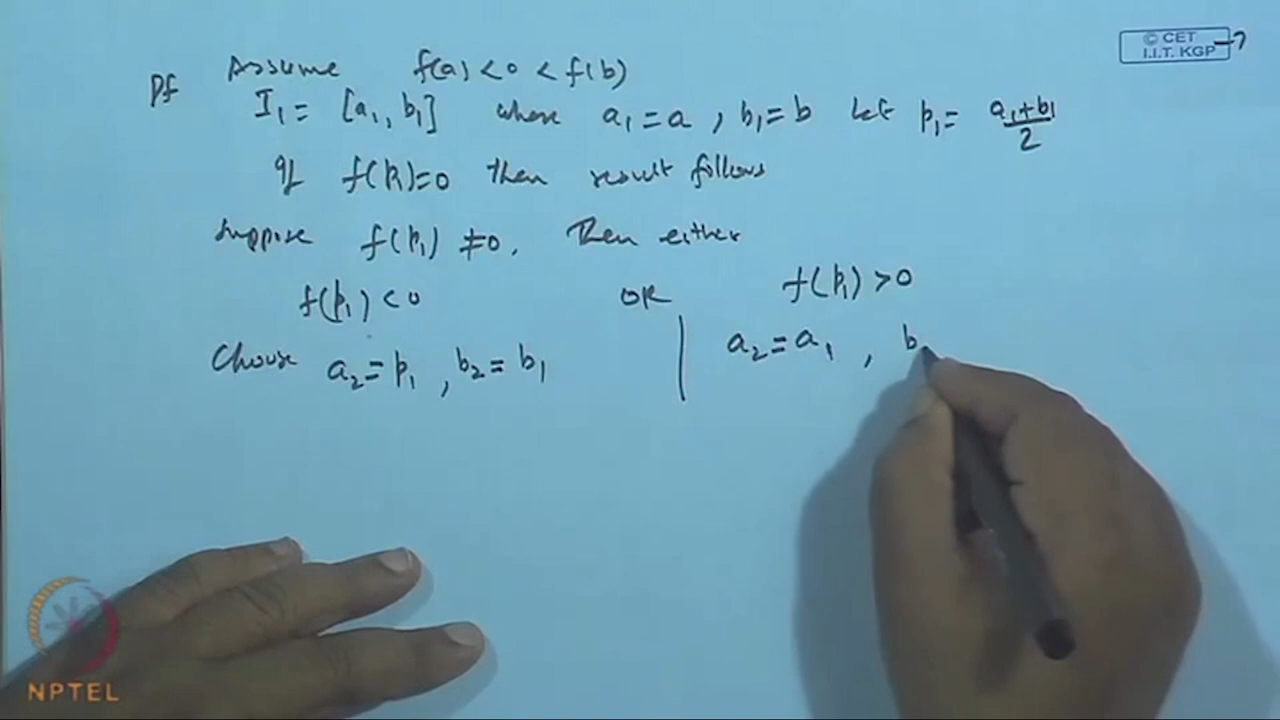 © CET
I.I.T. KGP
Pf Assume f(a) < 0 < f(b)
I₁ = [a₁, b₁] where a₁ = a , b₁ = b let p₁ = (a₁+b₁)/2
If f(p₁) = 0 then result follows
Suppose f(p₁) ≠ 0. Then either
f(p₁) < 0 OR f(p₁) > 0
Choose a₂ = p₁ , b₂ = b₁ | a₂ = a₁ , b
NPTEL